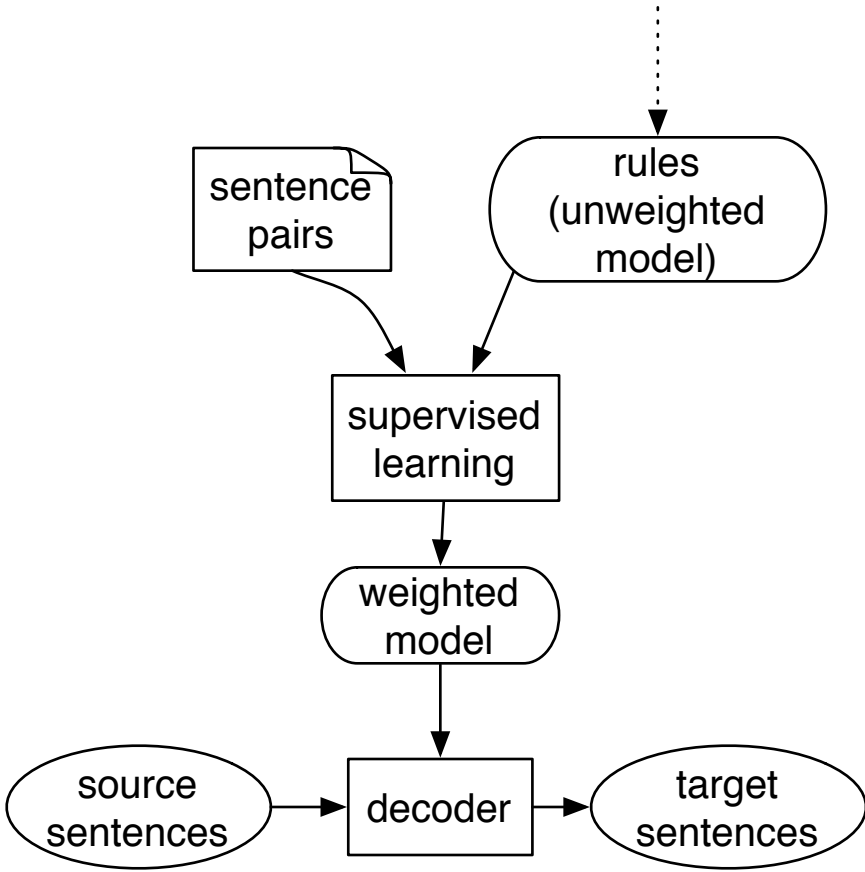 sentence
pairs
rules
(unweighted
model)
supervised
learning
weighted
model
source
sentences
decoder
target
sentences